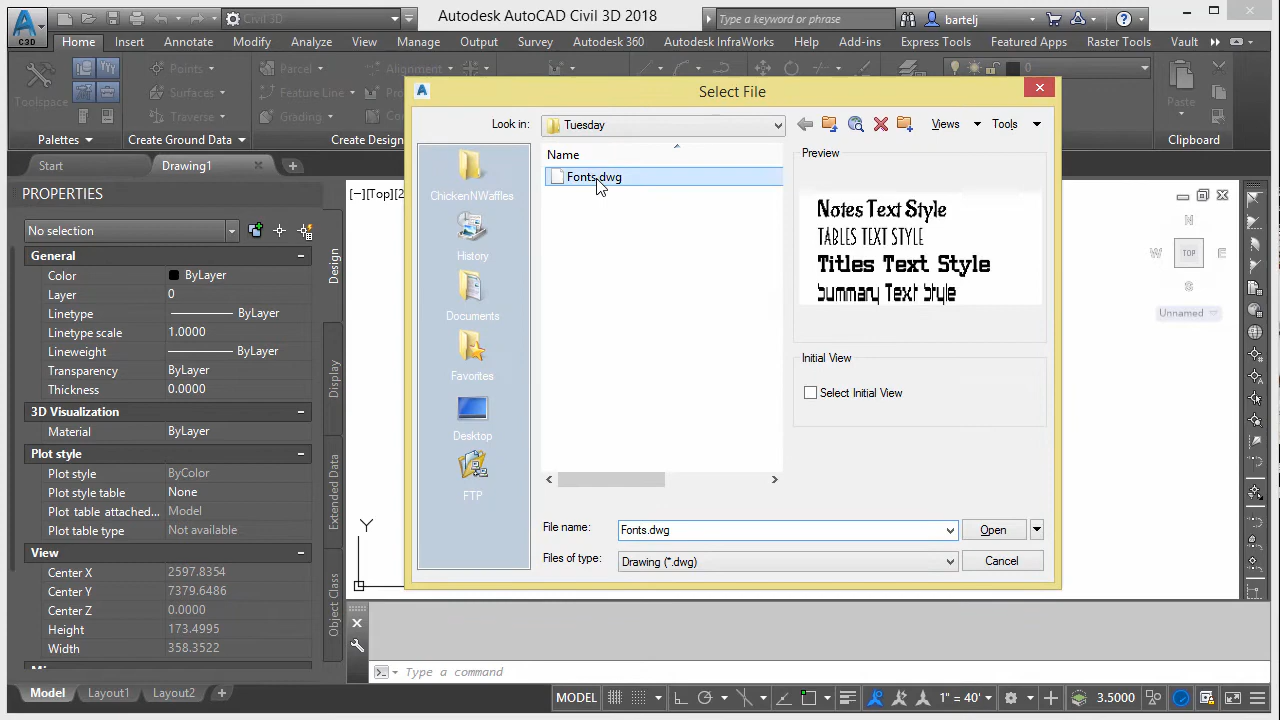 Civil 3D
Autodesk AutoCAD Civil 3D 2018
Type a keyword or phrase
bartelj
C3D
Home
Insert
Annotate
Modify
Analyze
View
Manage
Output
Survey
Autodesk 360
Autodesk InfraWorks
Help
Add-ins
Express Tools
Featured Apps
Raster Tools
Vault
Toolspace
Points
Surfaces
Traverse
Parcel
Feature Line
Grading
0
Paste
Palettes
Create Ground Data
Create Design
Clipboard
Start
Drawing1
PROPERTIES
No selection
General
Color ByLayer
Layer 0
Linetype ByLayer
Linetype scale 1.0000
Lineweight ByLayer
Transparency ByLayer
Thickness 0.0000
3D Visualization
Material ByLayer
Plot style
Plot style ByColor
Plot style table None
Plot table attached... Model
Plot table type Not available
View
Center X 2597.8354
Center Y 7379.6486
Center Z 0.0000
Height 173.4995
Width 358.3522
Design
Display
Extended Data
Object Class
[−][Top][2
Select File
Look in: Tuesday
Views
Tools
ChickenNWaffles
History
Documents
Favorites
Desktop
FTP
Name
Fonts.dwg
Preview
Notes Text Style
TABLES TEXT STYLE
Titles Text Style
Summary Text Style
Initial View
Select Initial View
File name: Fonts.dwg
Open
Files of type: Drawing (*.dwg)
Cancel
N
W TOP E
S
Unnamed
Y
Type a command
Model
Layout1
Layout2
MODEL
1" = 40'
3.5000